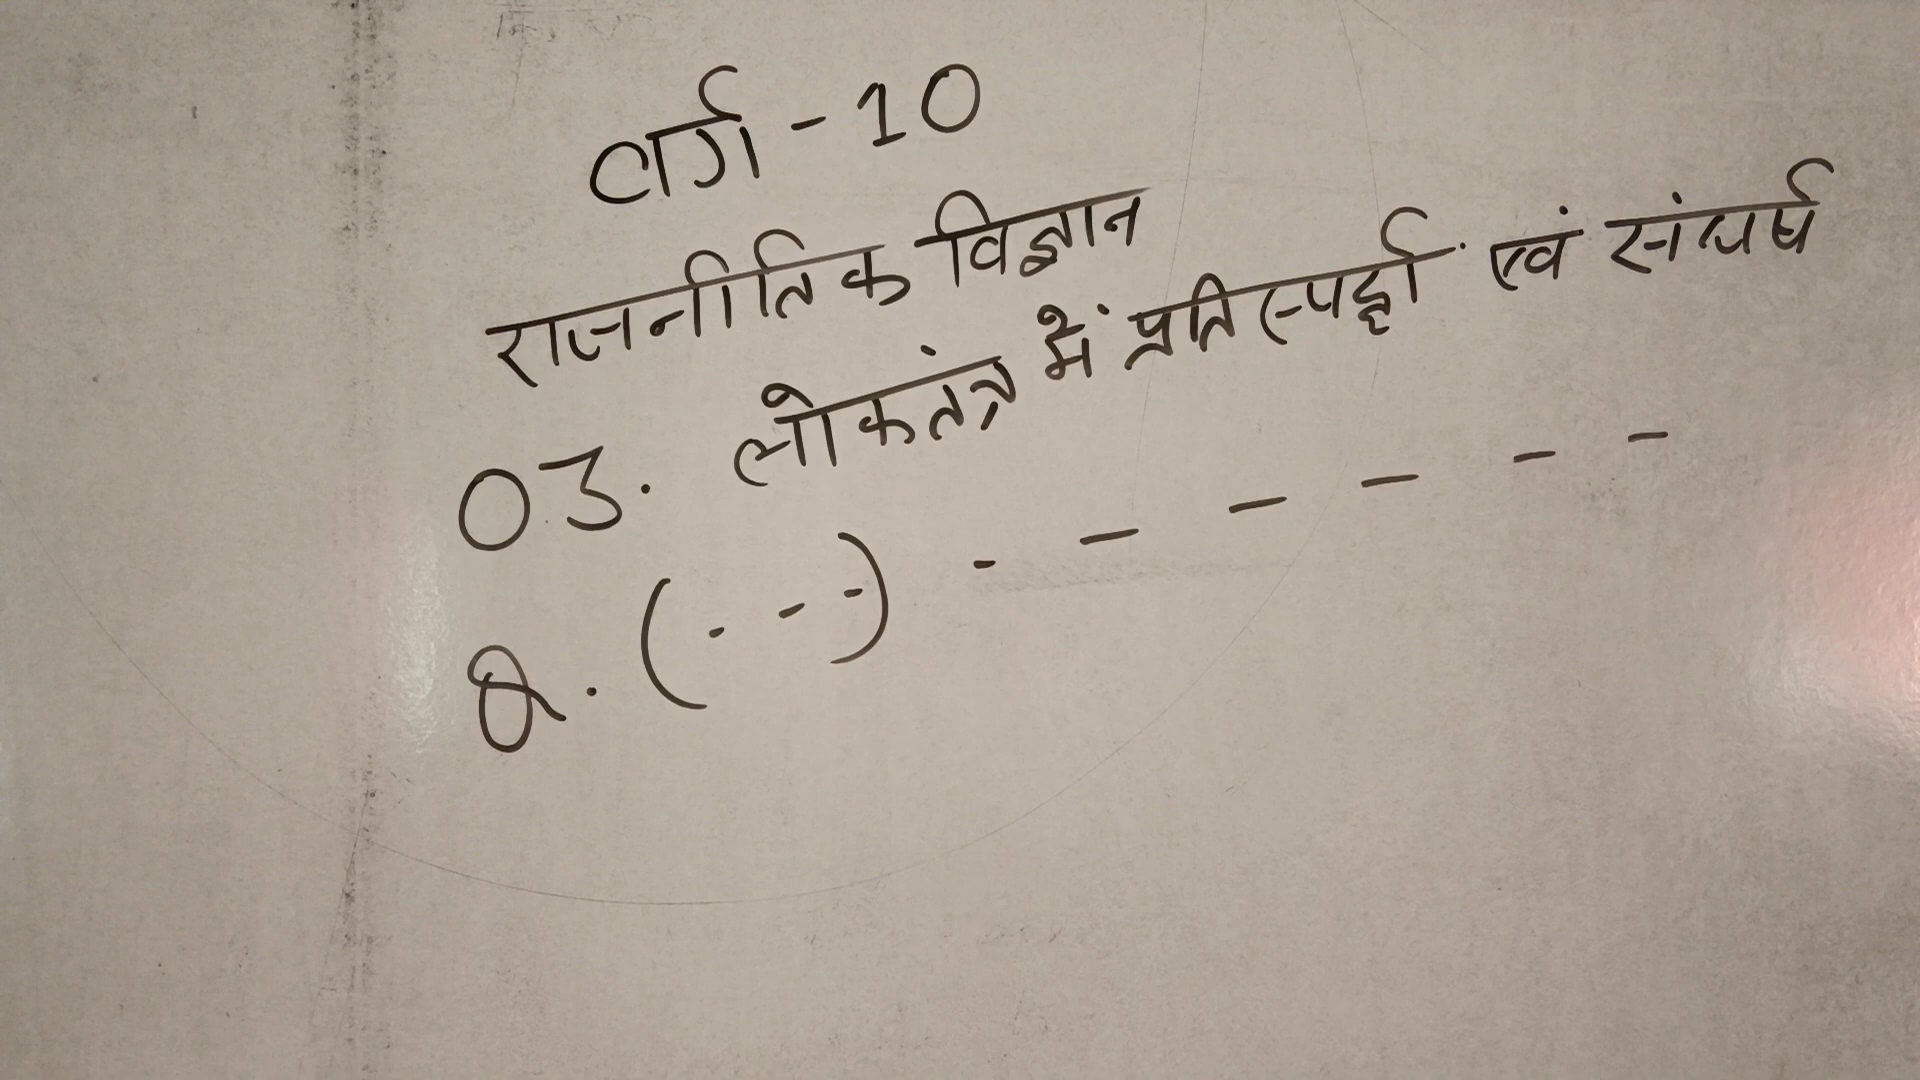 वर्ग - 10
राजनीतिक विज्ञान
03. लोकतंत्र में प्रतिस्पर्द्धा एवं संघर्ष
Q. (- - -) - - - - - -